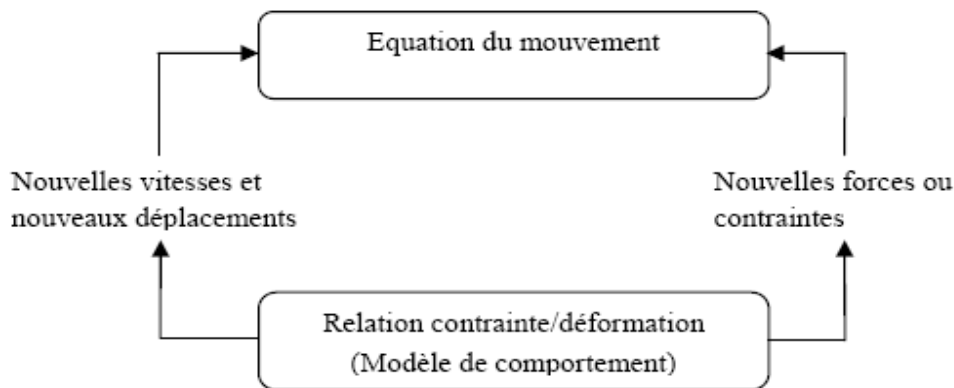 Equation du mouvement
Nouvelles vitesses et
nouveaux déplacements
Nouvelles forces ou
contraintes
Relation contrainte/déformation
(Modèle de comportement)